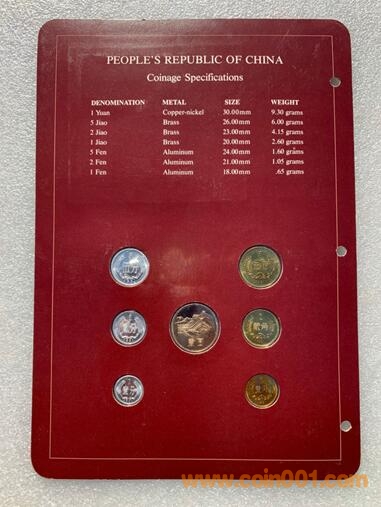 PEOPLE'S REPUBLIC OF CHINA
Coinage Specifications
DENOMINATION METAL SIZE WEIGHT
1 Yuan Copper-nickel 30.00mm 9.30 grams
5 Jiao Brass 26.00mm 6.00 grams
2 Jiao Brass 23.00mm 4.15 grams
1 Jiao Brass 20.00mm 2.60 grams
5 Fen Aluminum 24.00mm 1.60 grams
2 Fen Aluminum 21.00mm 1.05 grams
1 Fen Aluminum 18.00mm .65 grams
壹圆
www.coin001.com